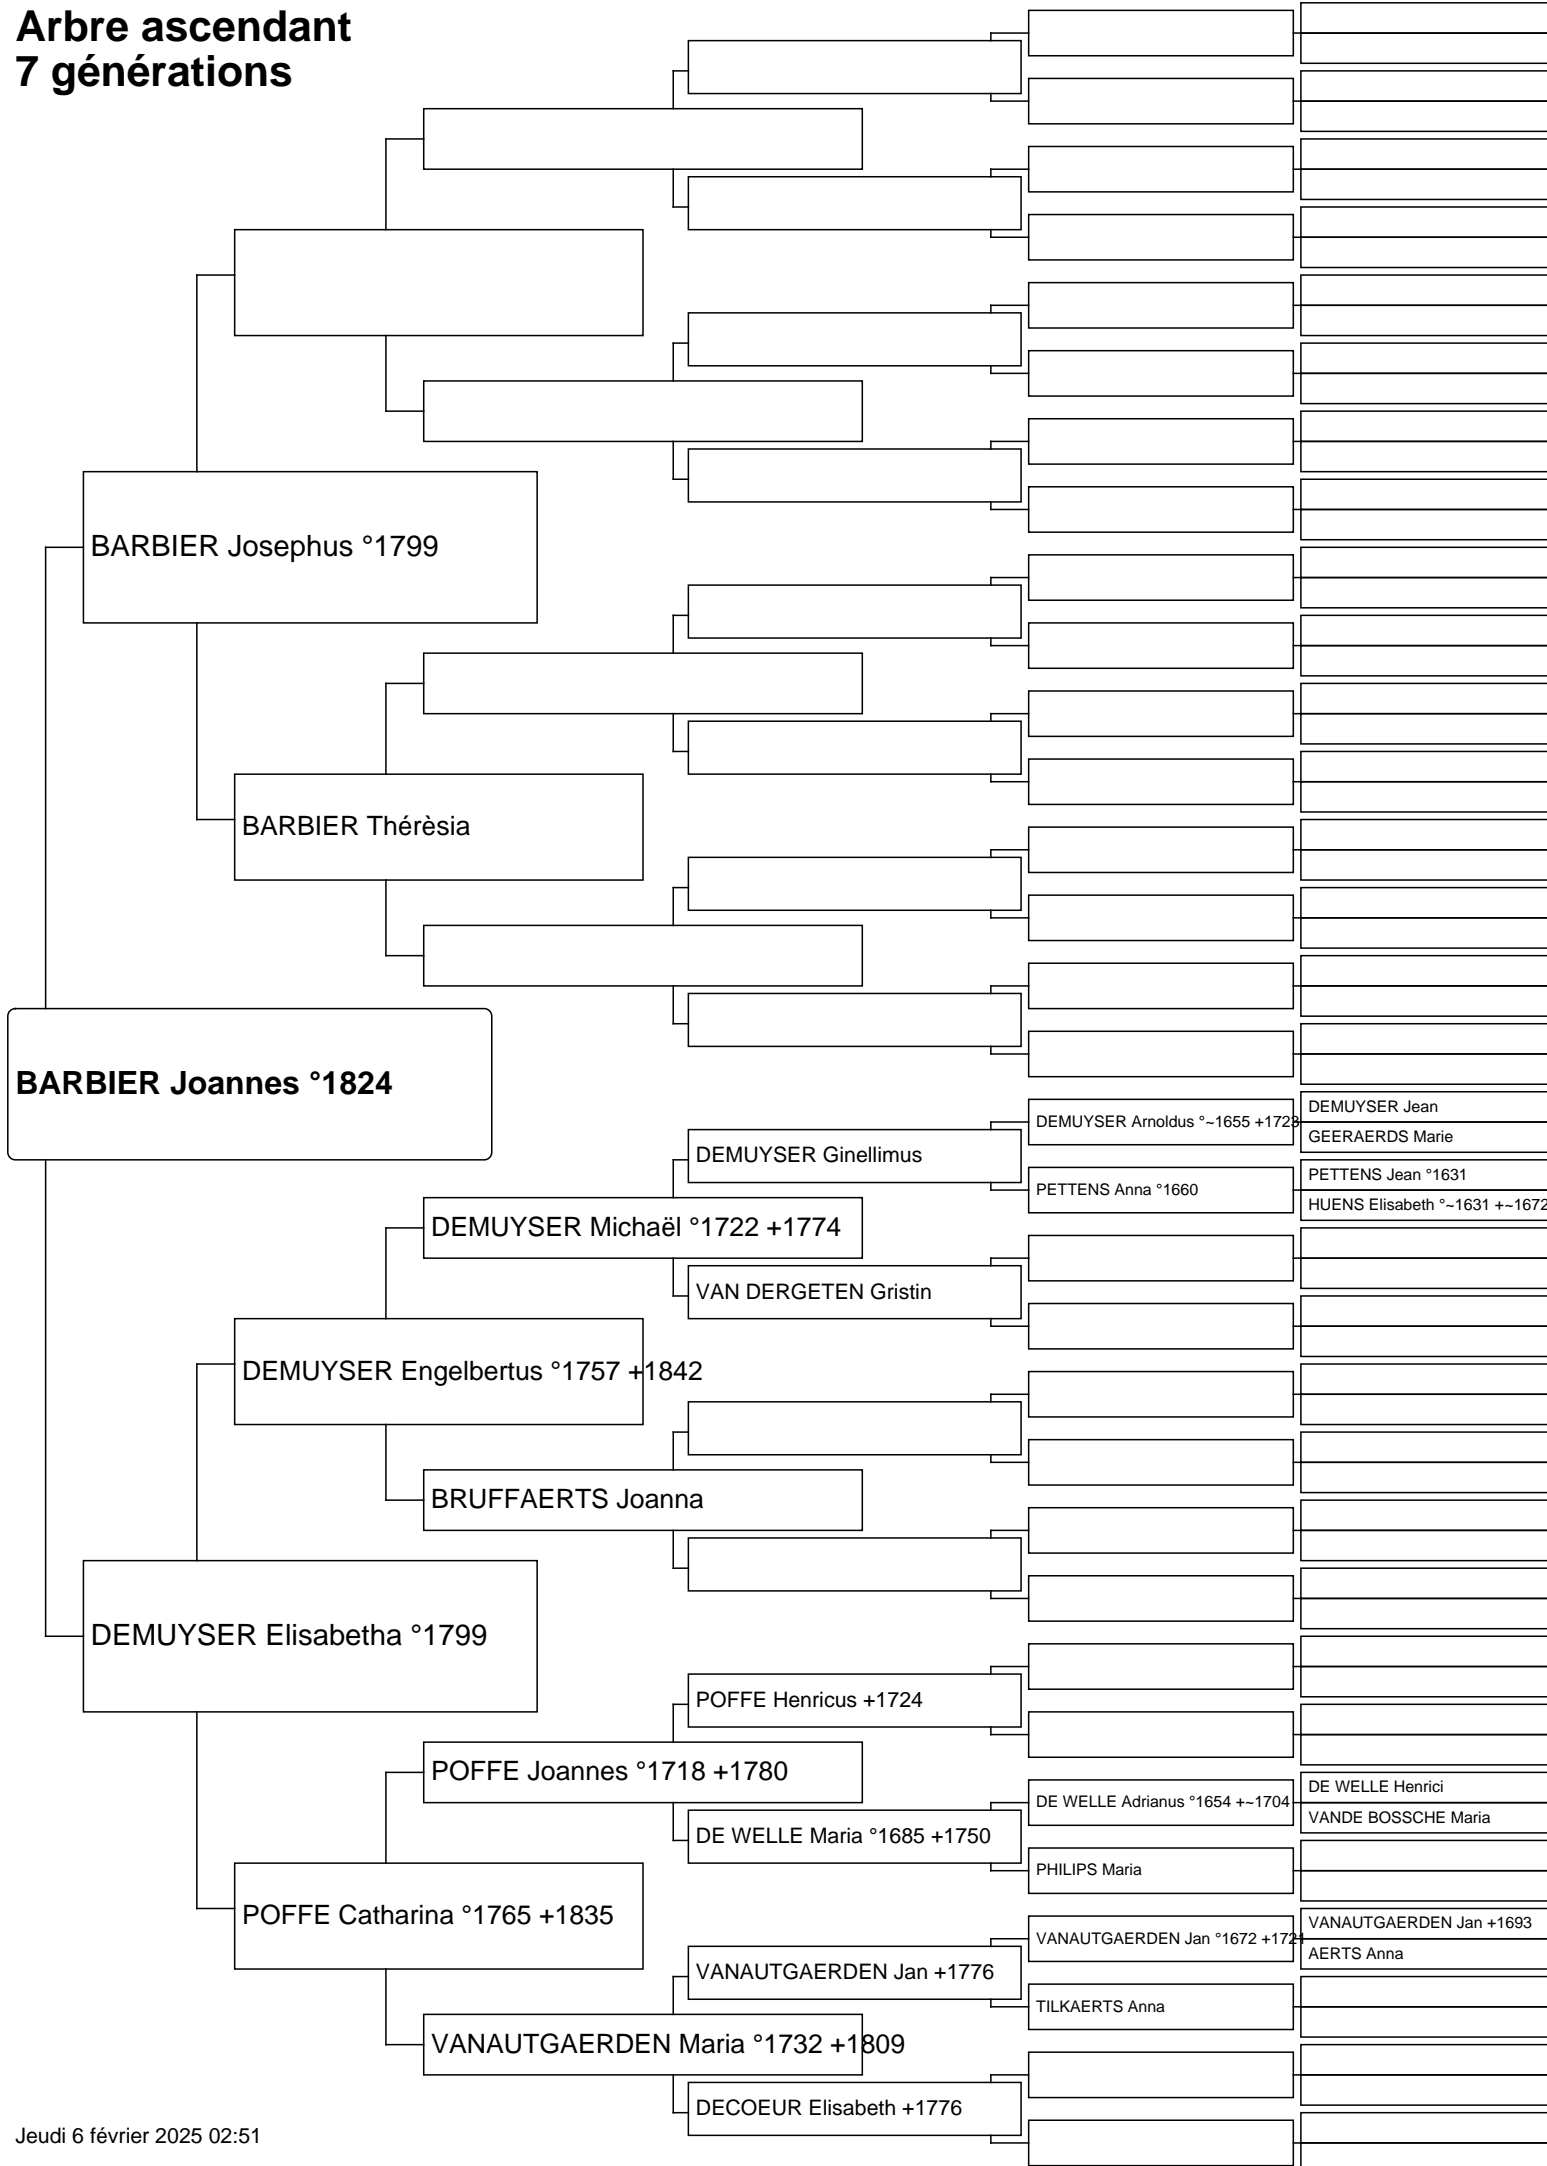 Arbre ascendant
7 générations
BARBIER Josephus °1799
BARBIER Thérèsia
BARBIER Joannes °1824
DEMUYSER Jean
DEMUYSER Arnoldus °~1655 +1723
GEERAERDS Marie
DEMUYSER Ginellimus
PETTENS Jean °1631
PETTENS Anna °1660
HUENS Elisabeth °~1631 +~1672
DEMUYSER Michaël °1722 +1774
VAN DERGETEN Gristin
DEMUYSER Engelbertus °1757 +1842
BRUFFAERTS Joanna
DEMUYSER Elisabetha °1799
POFFE Henricus +1724
POFFE Joannes °1718 +1780
DE WELLE Henrici
DE WELLE Adrianus °1654 +~1704
VANDE BOSSCHE Maria
DE WELLE Maria °1685 +1750
PHILIPS Maria
POFFE Catharina °1765 +1835
VANAUTGAERDEN Jan +1693
VANAUTGAERDEN Jan °1672 +1721
AERTS Anna
VANAUTGAERDEN Jan +1776
TILKAERTS Anna
VANAUTGAERDEN Maria °1732 +1809
DECOEUR Elisabeth +1776
Jeudi 6 février 2025 02:51